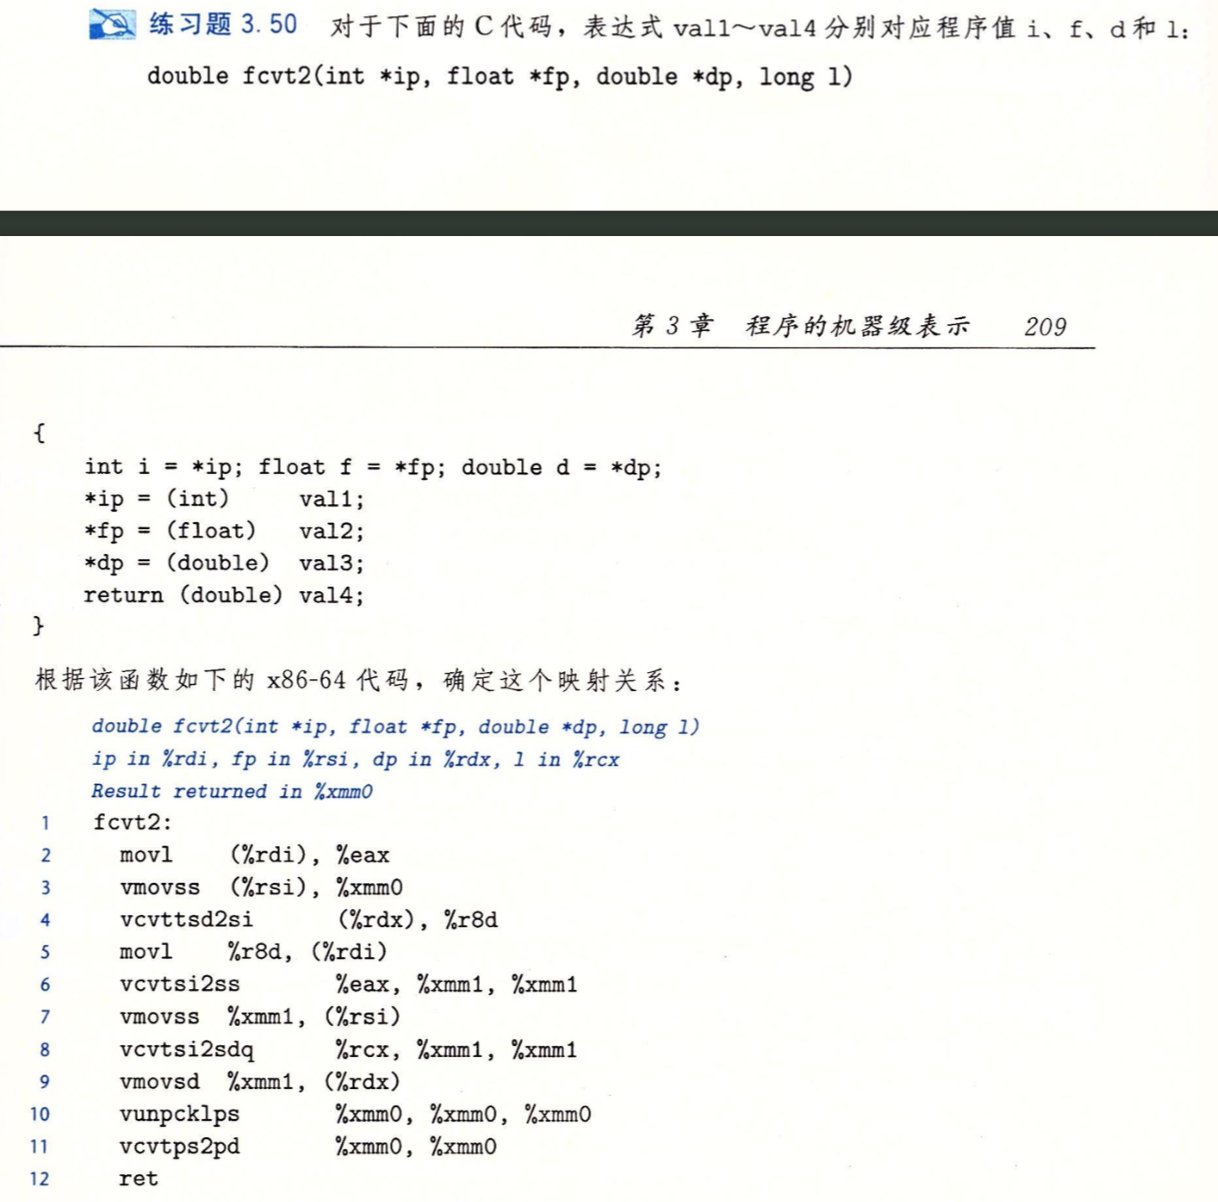 练习题 3.50 对于下面的 C 代码，表达式 val1～val4 分别对应程序值 i、f、d 和 l：
double fcvt2(int *ip, float *fp, double *dp, long l)
第 3 章 程序的机器级表示 209
{
int i = *ip; float f = *fp; double d = *dp;
*ip = (int) val1;
*fp = (float) val2;
*dp = (double) val3;
return (double) val4;
}
根据该函数如下的 x86-64 代码，确定这个映射关系：
double fcvt2(int *ip, float *fp, double *dp, long l)
ip in %rdi, fp in %rsi, dp in %rdx, l in %rcx
Result returned in %xmm0
1 fcvt2:
2 movl (%rdi), %eax
3 vmovss (%rsi), %xmm0
4 vcvttsd2si (%rdx), %r8d
5 movl %r8d, (%rdi)
6 vcvtsi2ss %eax, %xmm1, %xmm1
7 vmovss %xmm1, (%rsi)
8 vcvtsi2sdq %rcx, %xmm1, %xmm1
9 vmovsd %xmm1, (%rdx)
10 vunpcklps %xmm0, %xmm0, %xmm0
11 vcvtps2pd %xmm0, %xmm0
12 ret